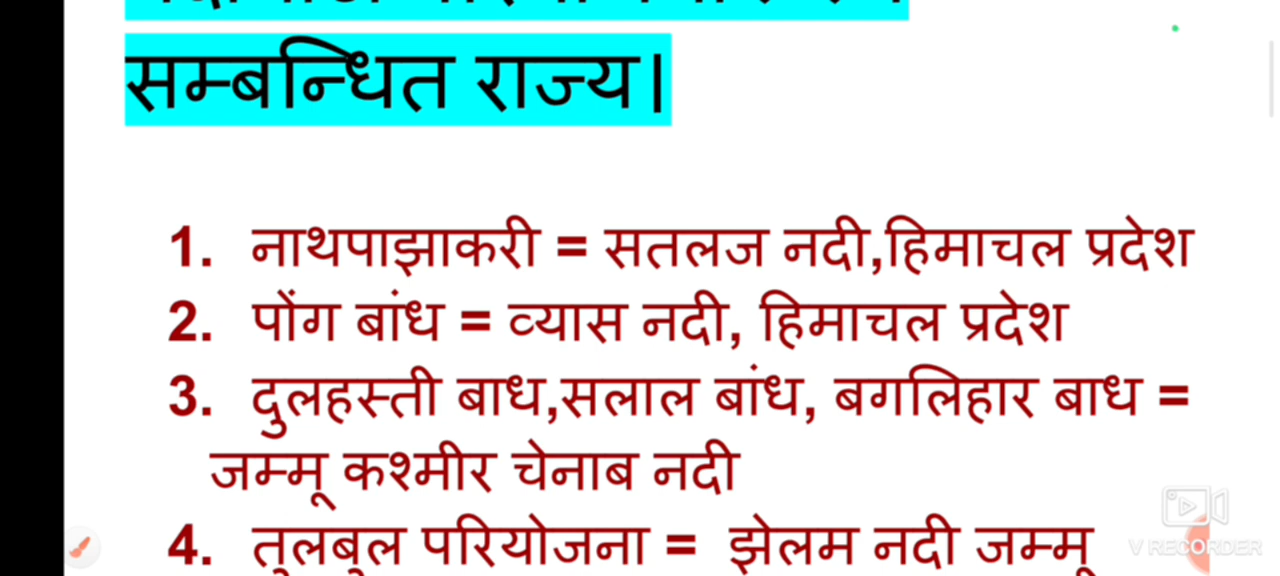 सम्बन्धित राज्य|
1. नाथपाझाकरी = सतलज नदी,हिमाचल प्रदेश
2. पोंग बांध = व्यास नदी, हिमाचल प्रदेश
3. दुलहस्ती बाध,सलाल बांध, बगलिहार बाध =
जम्मू कश्मीर चेनाब नदी
4. तुलबुल परियोजना = झेलम नदी जम्मू
V RECORDER